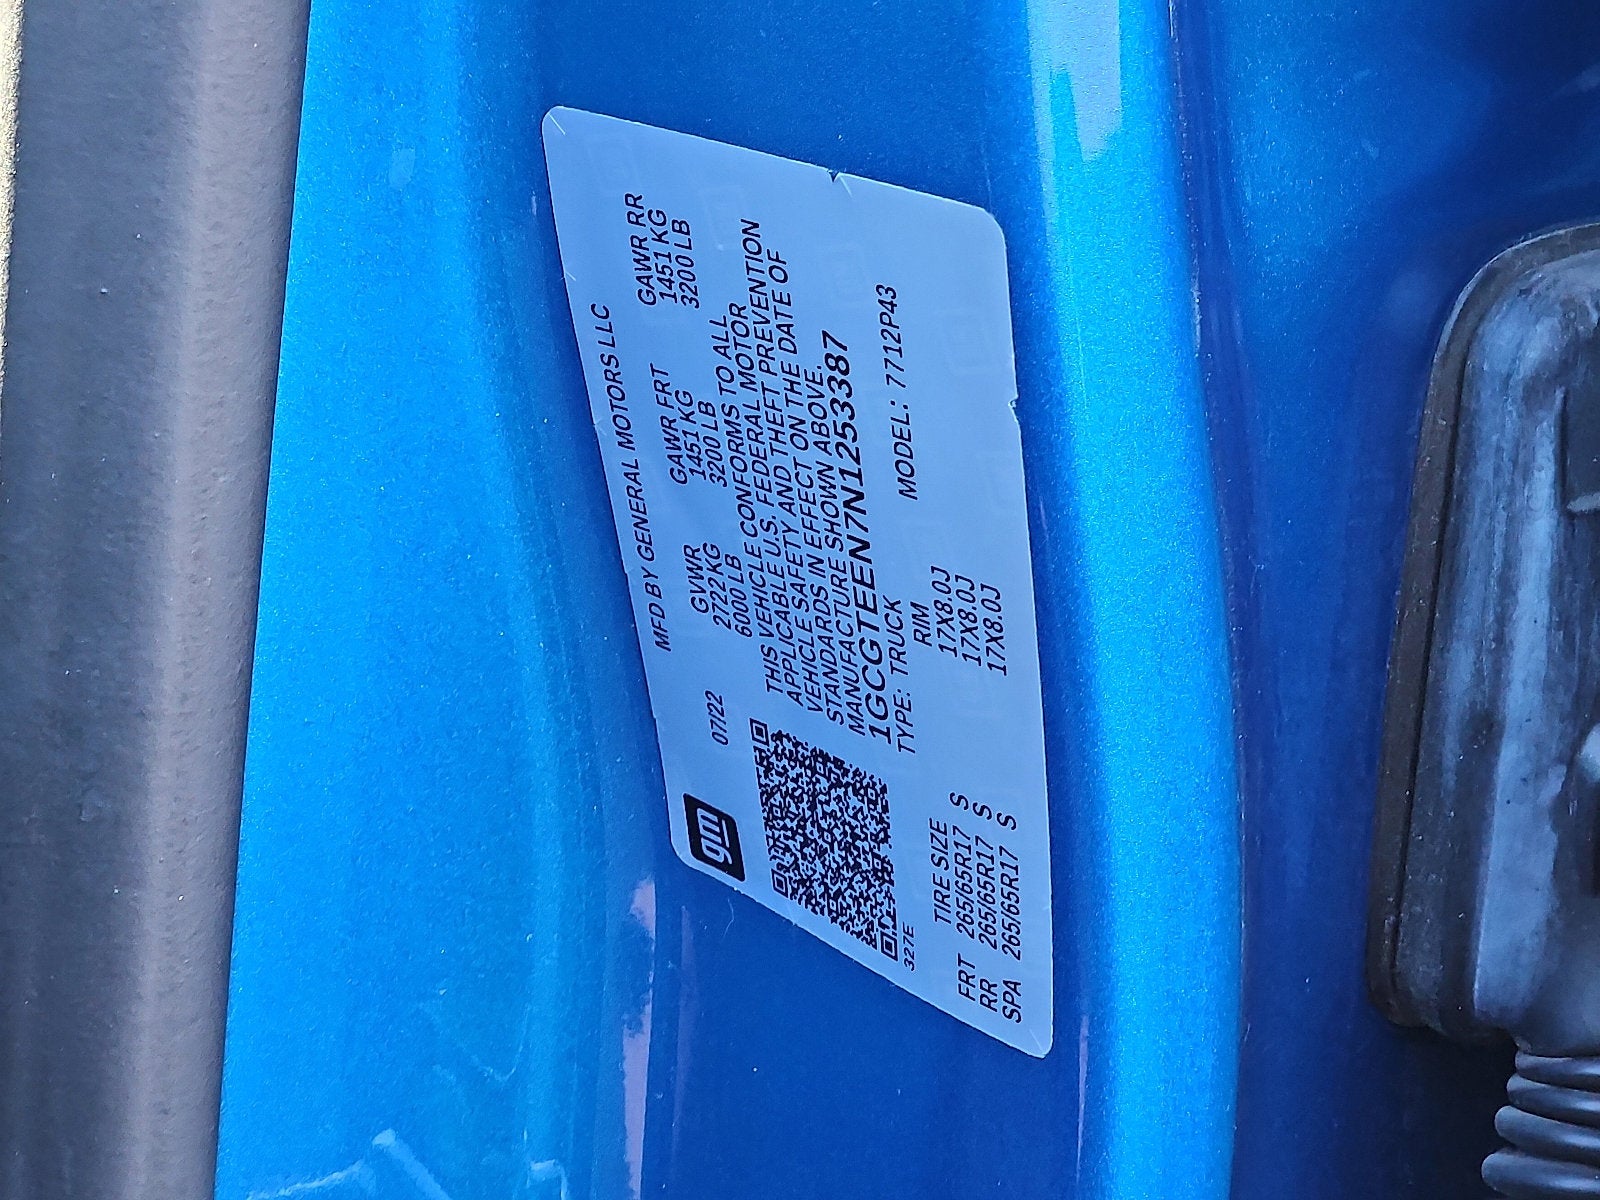 MFD BY GENERAL MOTORS LLC
gm
07/22
GVWR GAWR FRT GAWR RR
2722 KG 1451 KG 1451 KG
6000 LB 3200 LB 3200 LB
THIS VEHICLE CONFORMS TO ALL
APPLICABLE U.S. FEDERAL MOTOR
VEHICLE SAFETY AND THEFT PREVENTION
STANDARDS IN EFFECT ON THE DATE OF
MANUFACTURE SHOWN ABOVE.
1GCGTEEN7N1253387
TYPE: TRUCK MODEL: 7712P43
327E
TIRE SIZE RIM
FRT 265/65R17 S 17X8.0J
RR 265/65R17 S 17X8.0J
SPA 265/65R17 S 17X8.0J